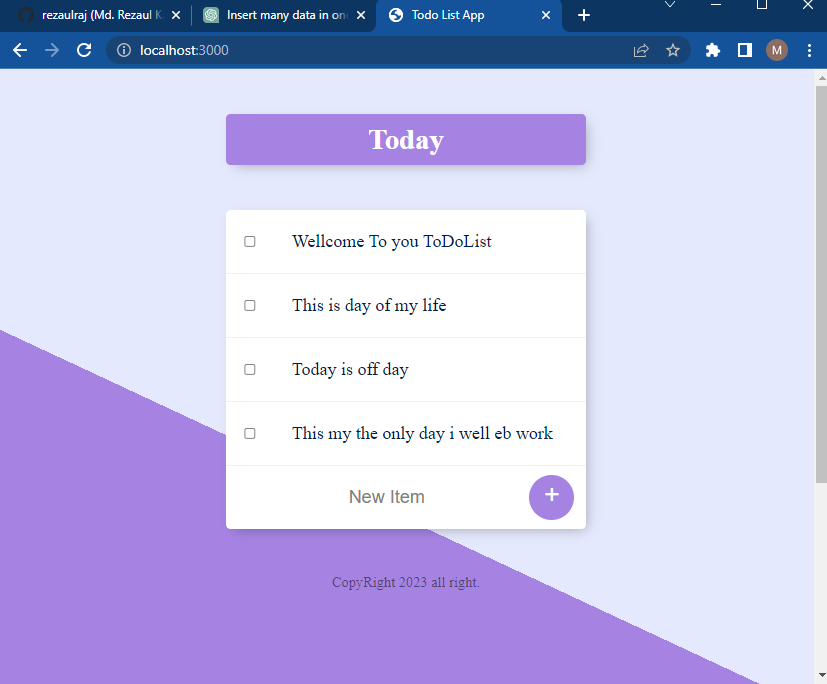 rezaulraj (Md. Rezaul K
Insert many data in one
Todo List App
localhost:3000
M
Today
Wellcome To you ToDoList
This is day of my life
Today is off day
This my the only day i well eb work
New Item
+
CopyRight 2023 all right.